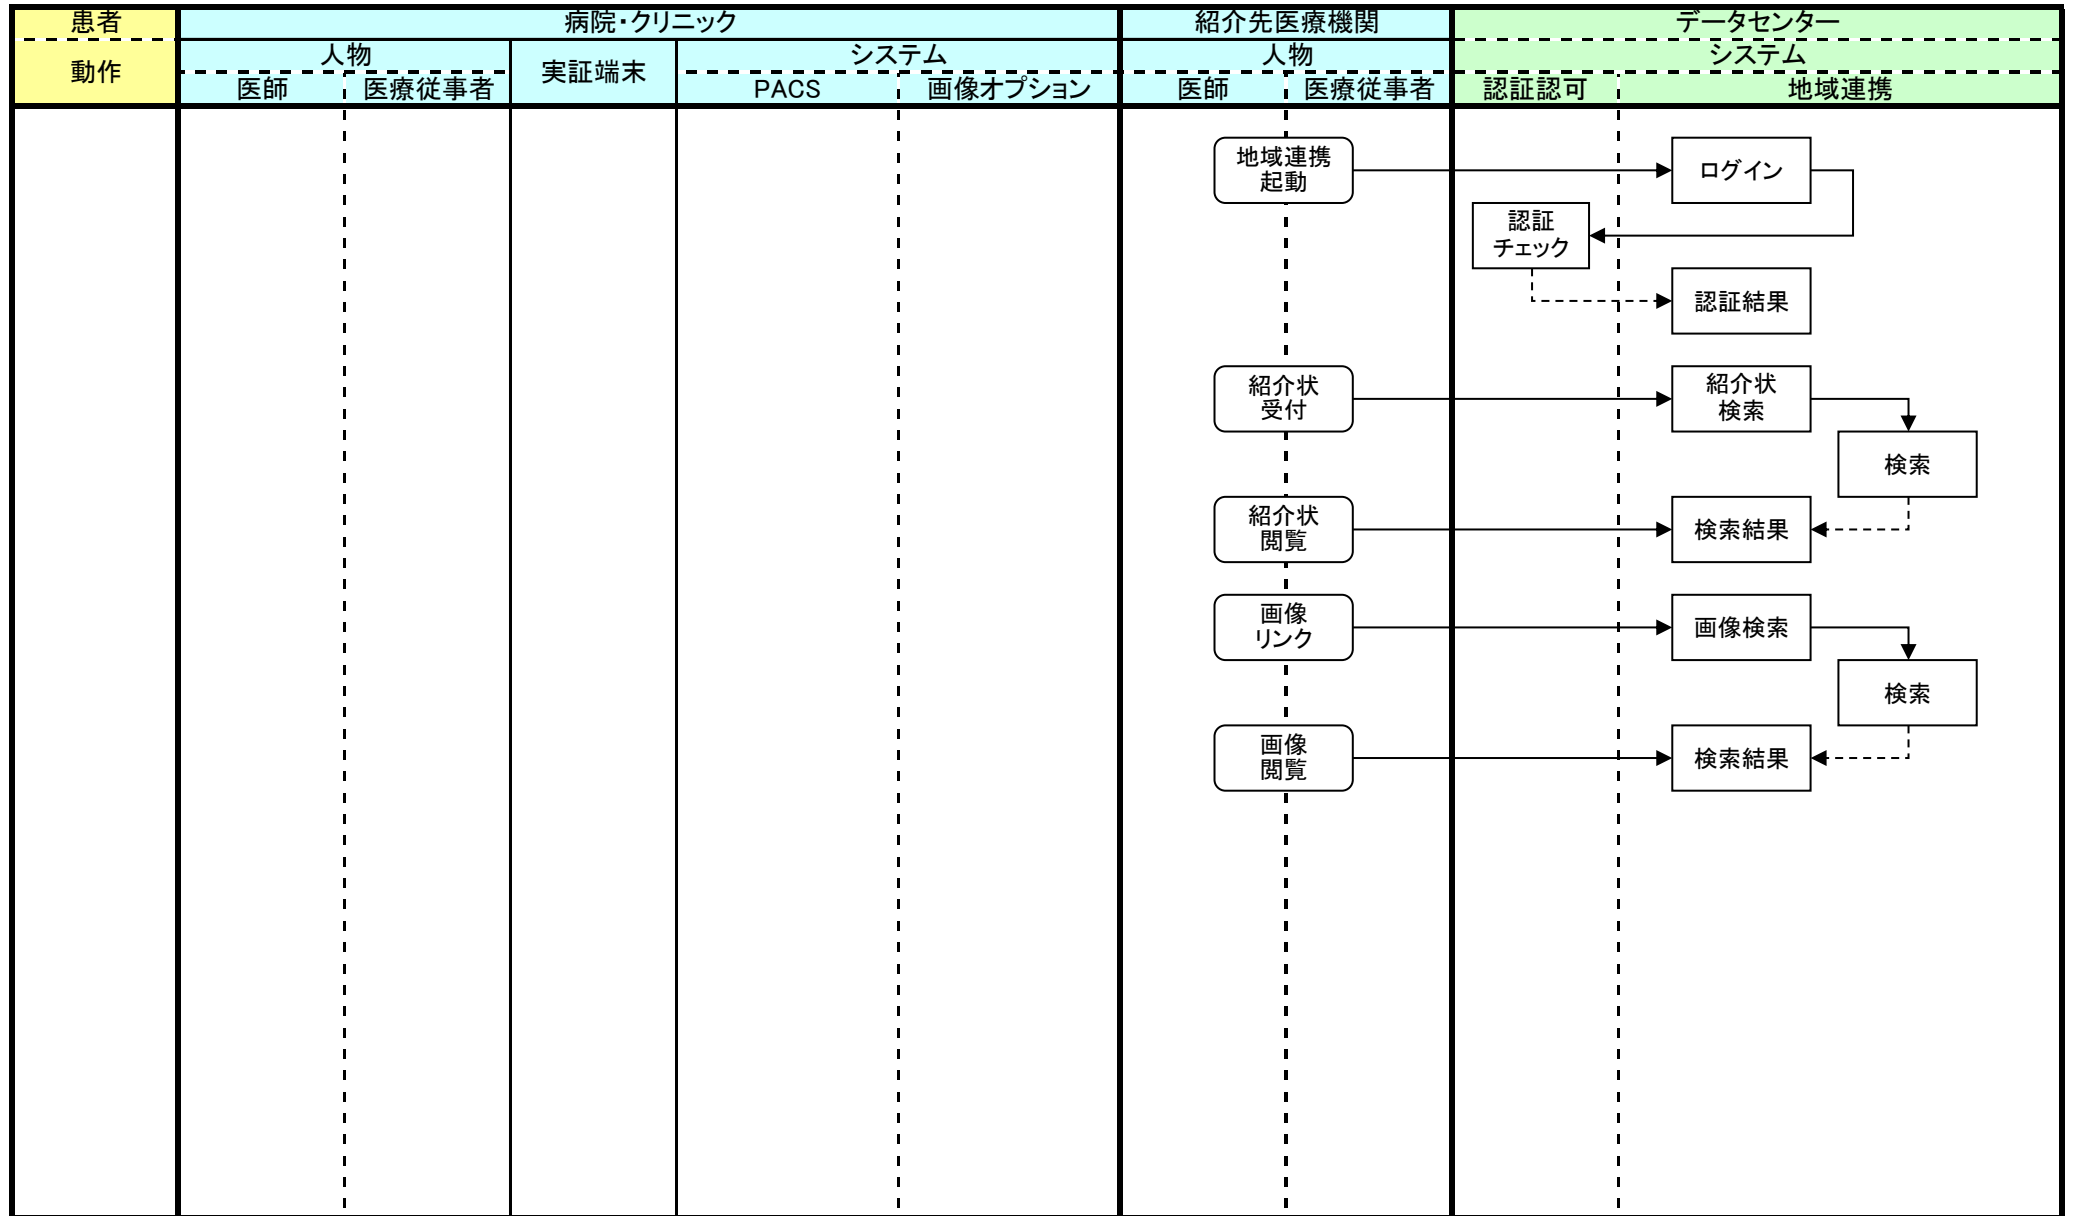 患者
病院・クリニック
紹介先医療機関
データセンター
動作
人物
実証端末
システム
人物
システム
医師
医療従事者
PACS
画像オプション
医師
医療従事者
認証認可
地域連携
地域連携
起動
ログイン
認証
チェック
認証結果
紹介状
受付
紹介状
検索
検索
紹介状
閲覧
検索結果
画像
リンク
画像検索
検索
画像
閲覧
検索結果